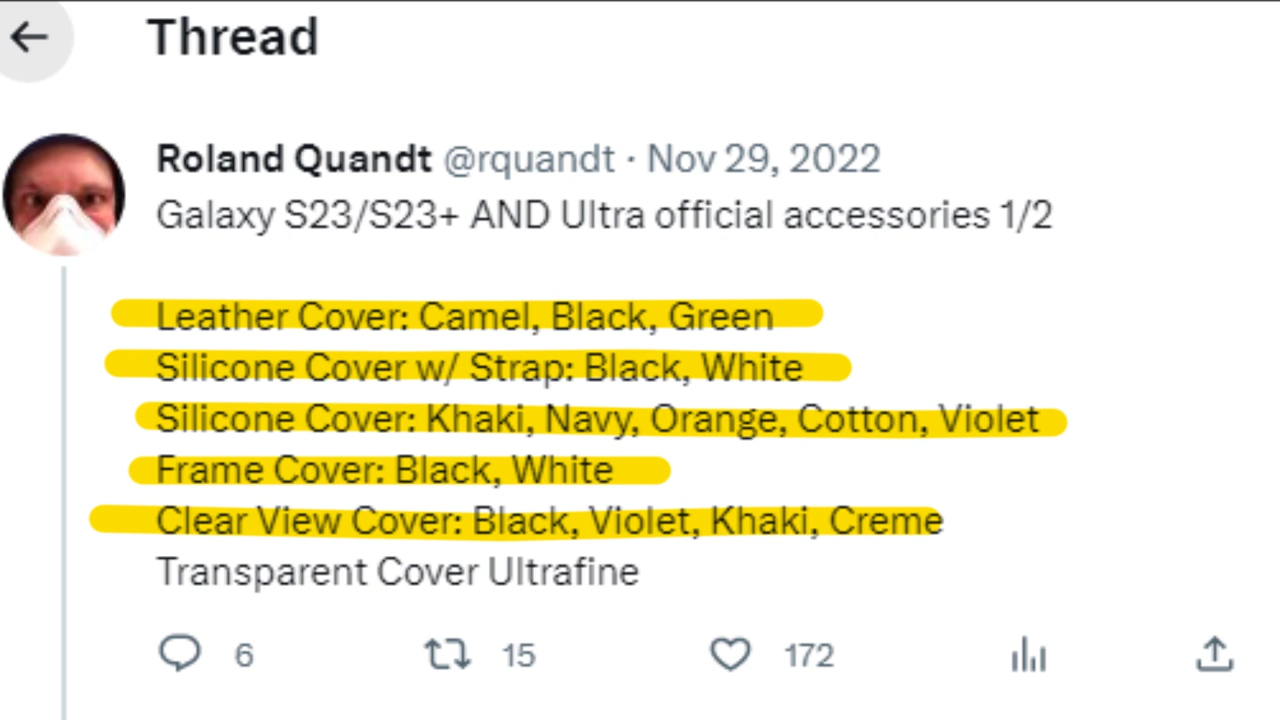 Thread
Roland Quandt @rquandt · Nov 29, 2022
Galaxy S23/S23+ AND Ultra official accessories 1/2
Leather Cover: Camel, Black, Green
Silicone Cover w/ Strap: Black, White
Silicone Cover: Khaki, Navy, Orange, Cotton, Violet
Frame Cover: Black, White
Clear View Cover: Black, Violet, Khaki, Creme
Transparent Cover Ultrafine
6 15 172